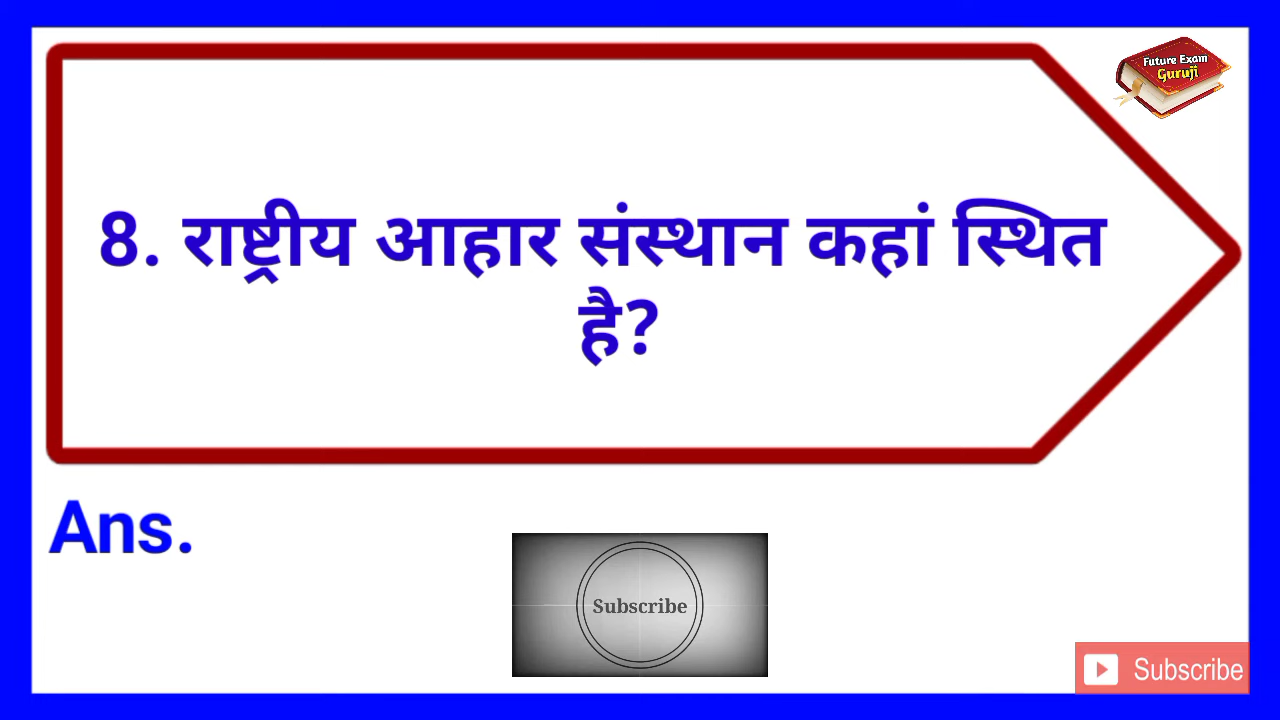 Future Exam
Guruji
8. राष्ट्रीय आहार संस्थान कहां स्थित
है?
Ans.
Subscribe
Subscribe